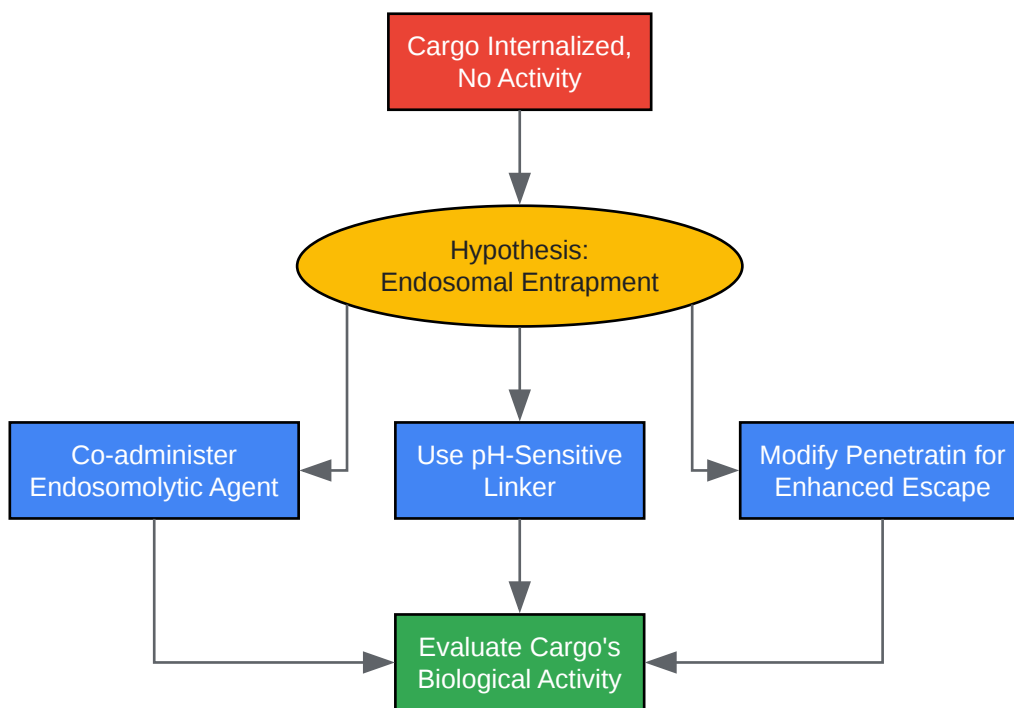 Cargo Internalized,
No Activity
Hypothesis:
Endosomal Entrapment
Co-administer
Endosomolytic Agent
Use pH-Sensitive
Linker
Modify Penetratin for
Enhanced Escape
Evaluate Cargo's
Biological Activity